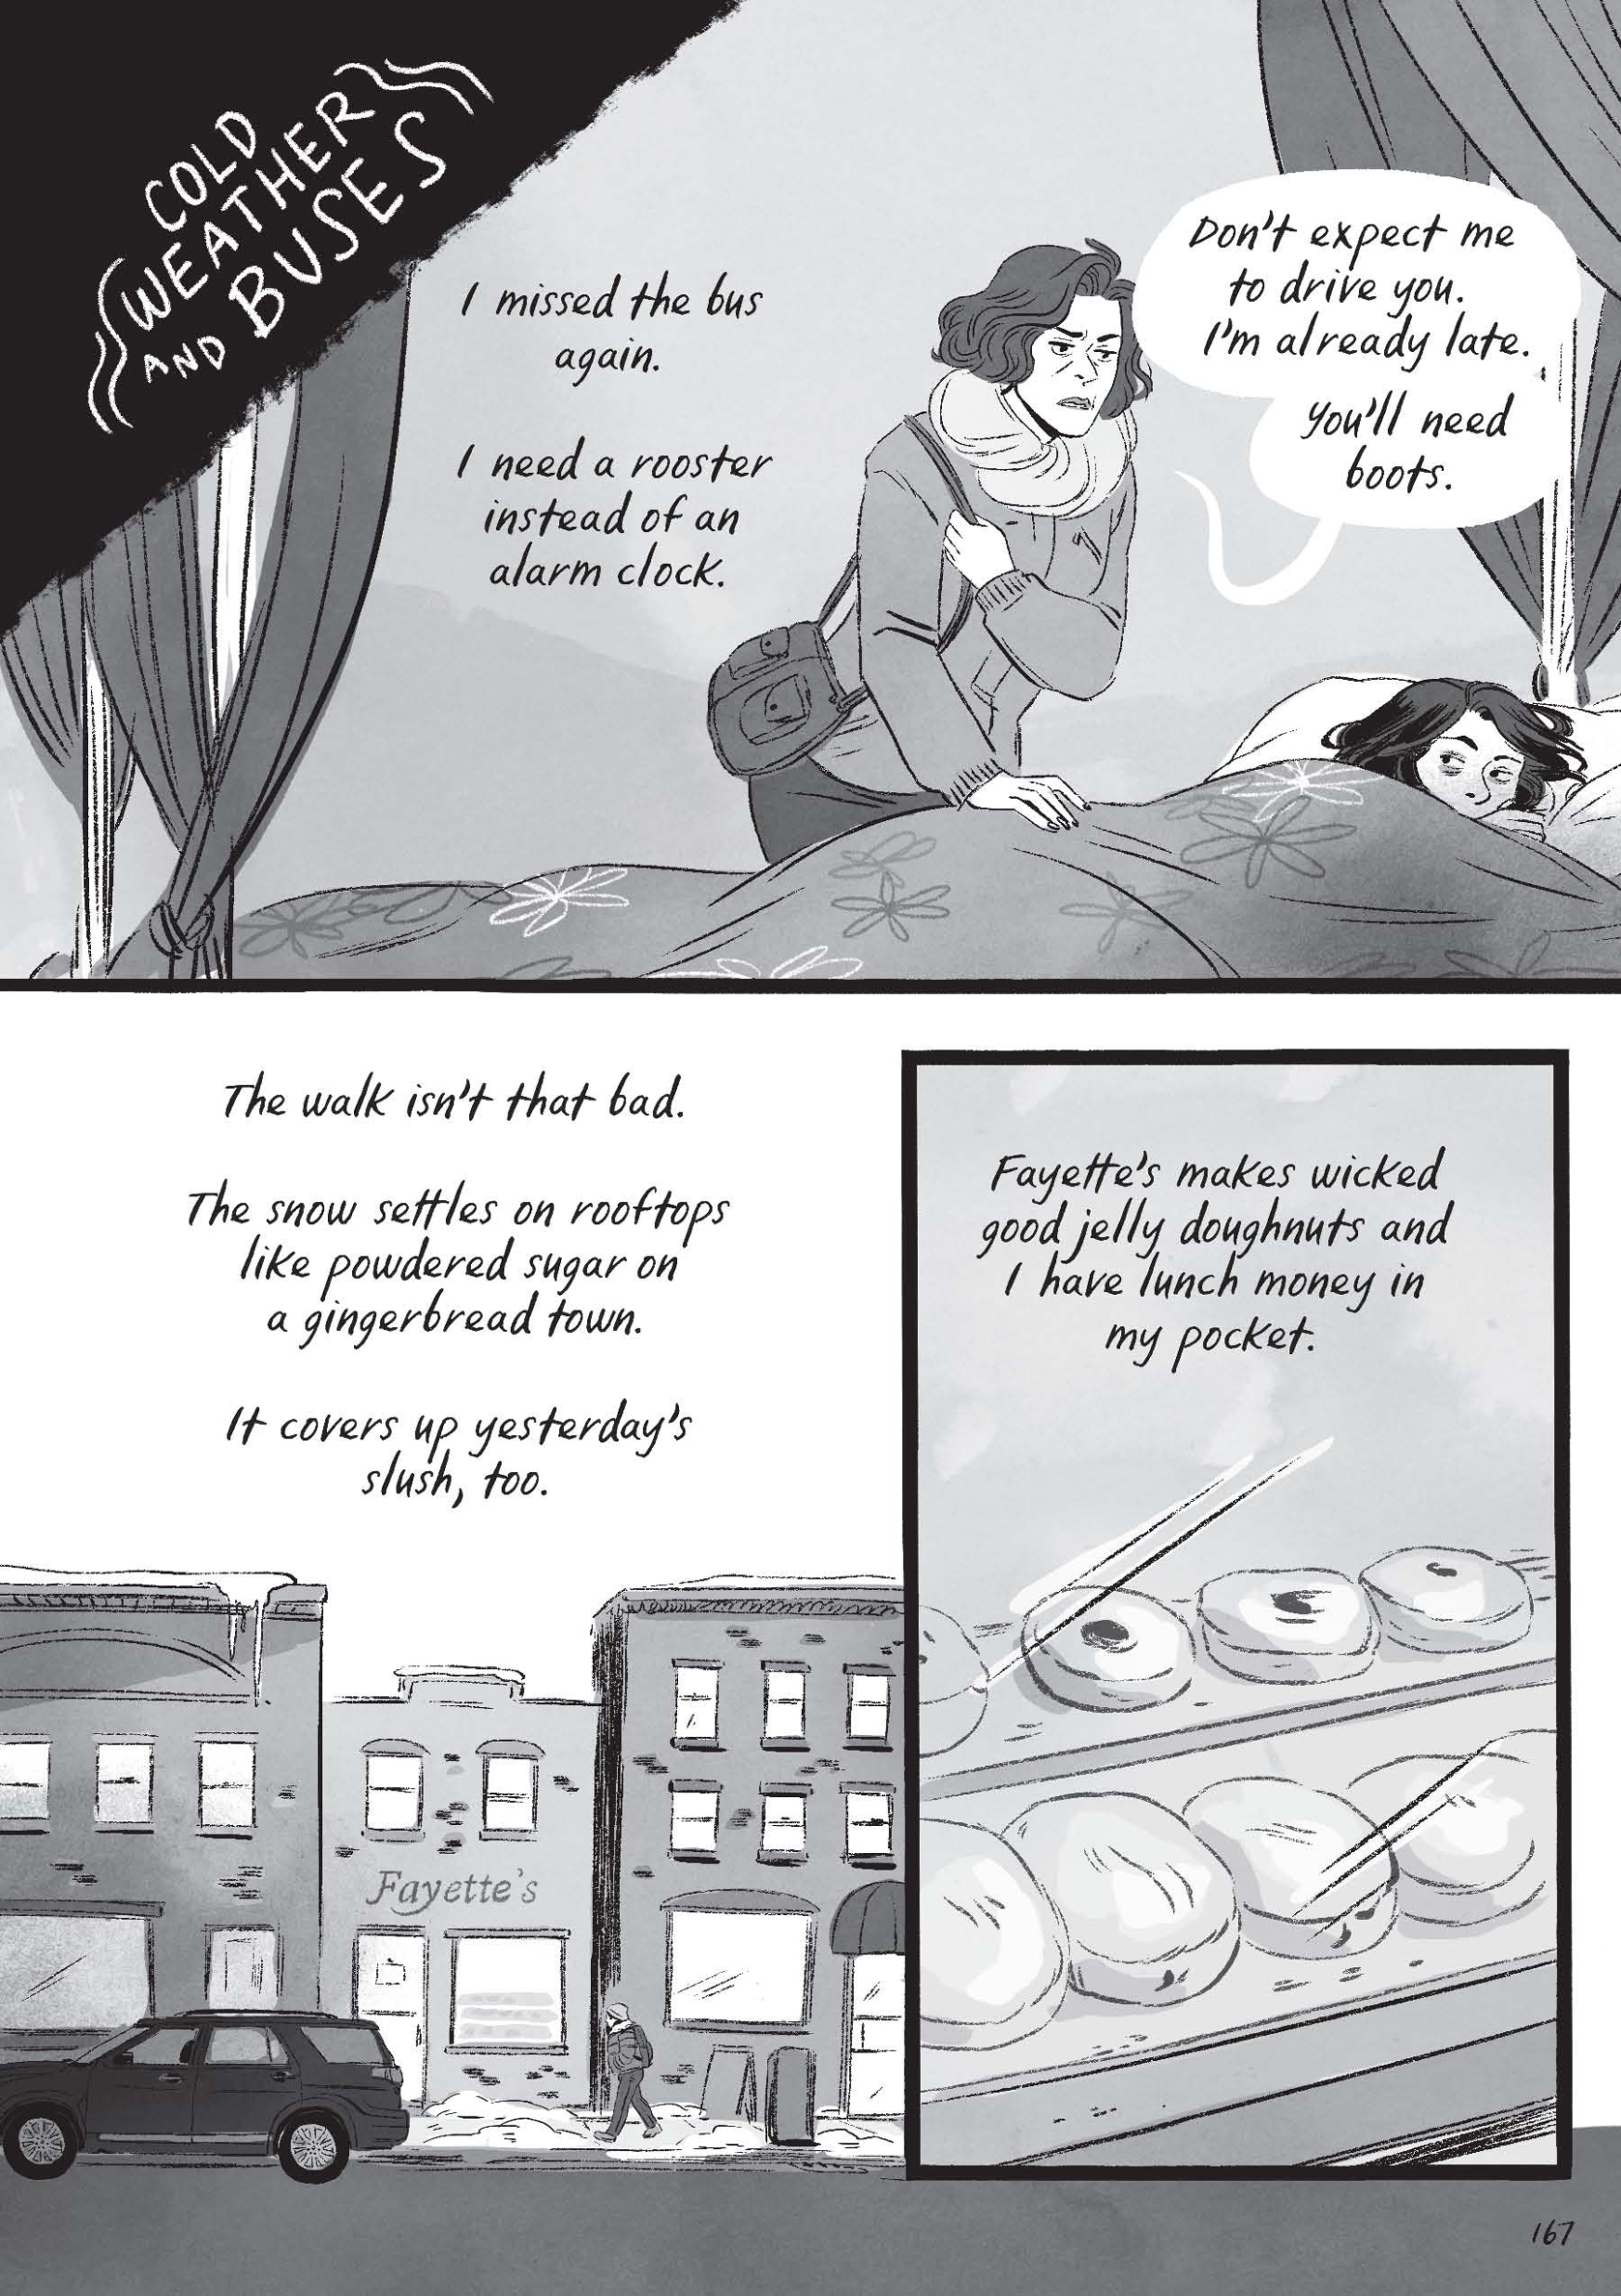 COLD
WEATHER
AND BUSES
I missed the bus
again.
I need a rooster
instead of an
alarm clock.
Don't expect me
to drive you.
I'm already late.
You'll need
boots.
The walk isn't that bad.
The snow settles on rooftops
like powdered sugar on
a gingerbread town.
It covers up yesterday's
slush, too.
Fayette's
Fayette's makes wicked
good jelly doughnuts and
I have lunch money in
my pocket.
167